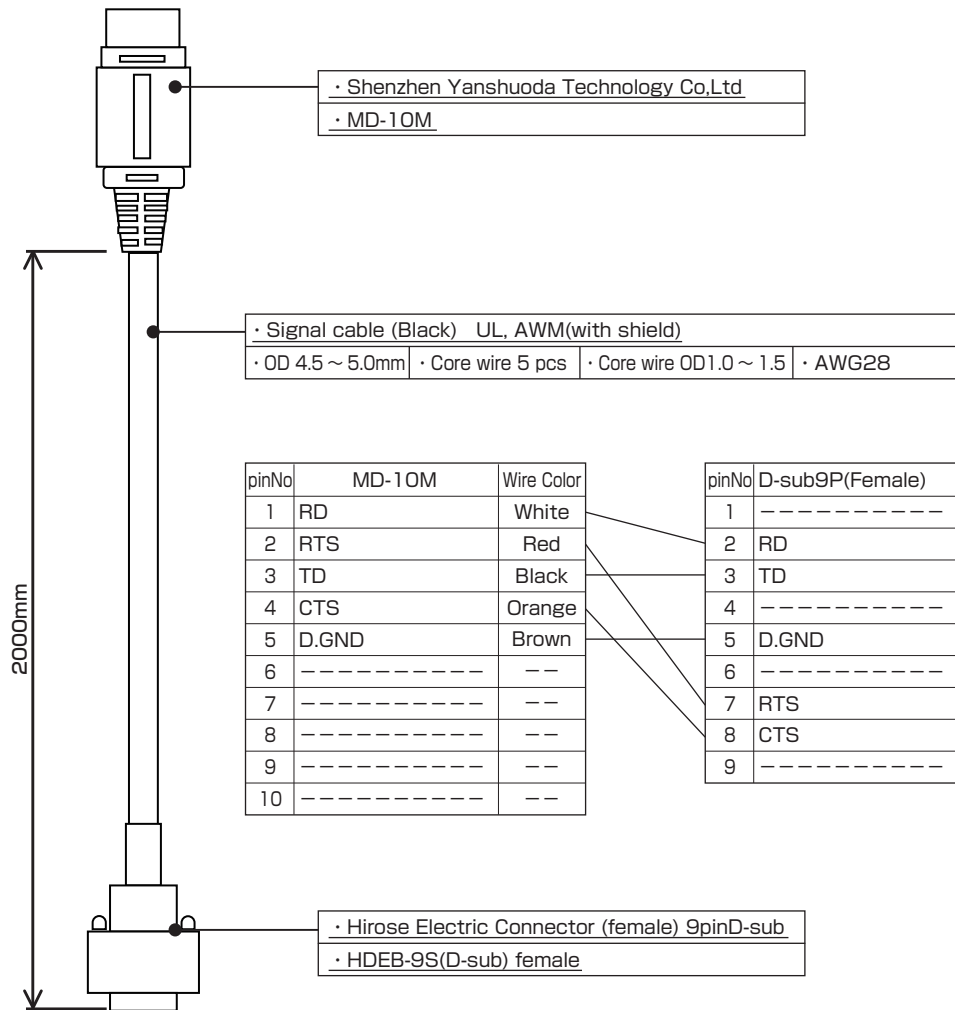 ・Shenzhen Yanshuoda Technology Co,Ltd
・MD-10M
2000mm
・Signal cable (Black)　UL, AWM(with shield)
・OD 4.5～5.0mm ・Core wire 5 pcs ・Core wire OD1.0～1.5 ・AWG28
pinNo MD-10M Wire Color pinNo D-sub9P(Female)
1 RD White 1 ----------
2 RTS Red 2 RD
3 TD Black 3 TD
4 CTS Orange 4 ----------
5 D.GND Brown 5 D.GND
6 ---------- -- 6 ----------
7 ---------- -- 7 RTS
8 ---------- -- 8 CTS
9 ---------- -- 9 ----------
10 ---------- --
・Hirose Electric Connector (female) 9pinD-sub
・HDEB-9S(D-sub) female